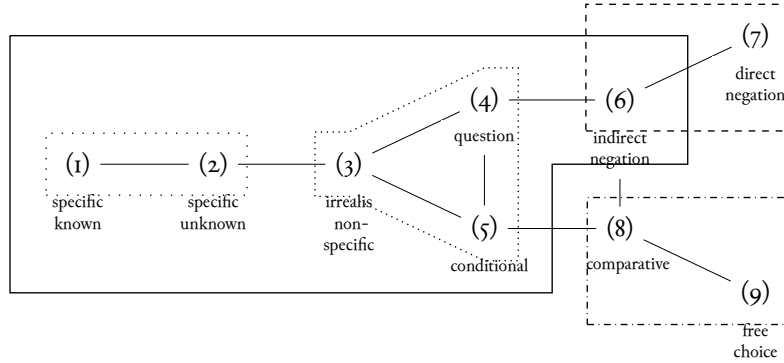 (7)
direct
negation
(4)
question
(6)
indirect
negation
(1)
specific
known
(2)
specific
unknown
(3)
irrealis
non-
specific
(5)
conditional
(8)
comparative
(9)
free
choice